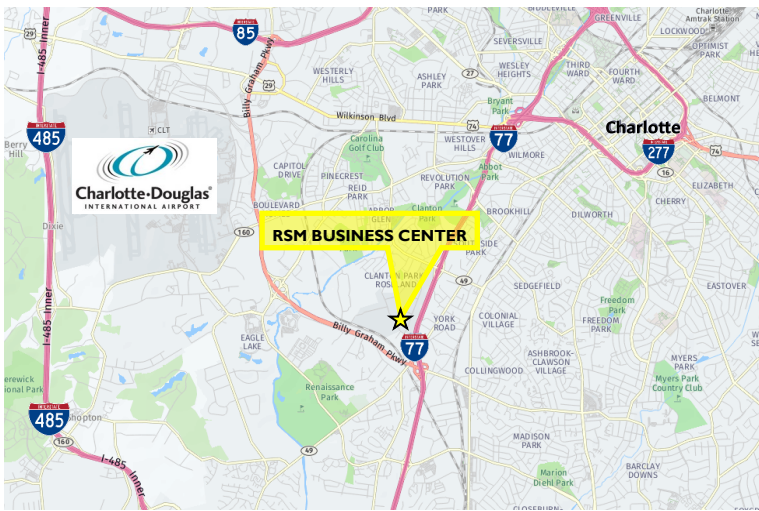 PARK
GREENVILLE
Charlotte
Amtrak Station
LOCKWOOD
29
85
I-485 Inner
Billy Graham Pkwy
SEVERSVILLE
OPTIMIST
PARK
WESTERLY
HILLS
ASHLEY
PARK
27
WESLEY
HEIGHTS
THIRD
WARD
FOURTH
WARD
29
BELMONT
Bryant
Park
Wilkinson Blvd
74
485
Berry
Hill
CLT
Carolina
Golf Club
WESTOVER
HILLS
77
WILMORE
Charlotte
277
74
CAPITOL
DRIVE
PINECREST
REID
PARK
REVOLUTION
PARK
Abbot
Park
16
ELIZABETH
Charlotte·Douglas®
INTERNATIONAL AIRPORT
BOULEVARD
Clanton
Park
BROOKHILL
DILWORTH
CHERRY
Dixie
160
RSM BUSINESS CENTER
SIDE
PARK
CLANTON PARK
49
SEDGEFIELD
EASTOVER
I-485 Inner
Freedom
Park
YORK
ROAD
COLONIAL
VILLAGE
FREEDOM
PARK
EAGLE
LAKE
Billy Graham Pkwy
77
ASHBROOK-
CLAWSON
VILLAGE
MYERS
PARK
COLLINGWOOD
Renaissance
Park
Myers Park
Country Club
485
Shopton
160
49
I-485 Inner
MADISON
PARK
Marion
Diehl Park
BARCLAY
DOWNS